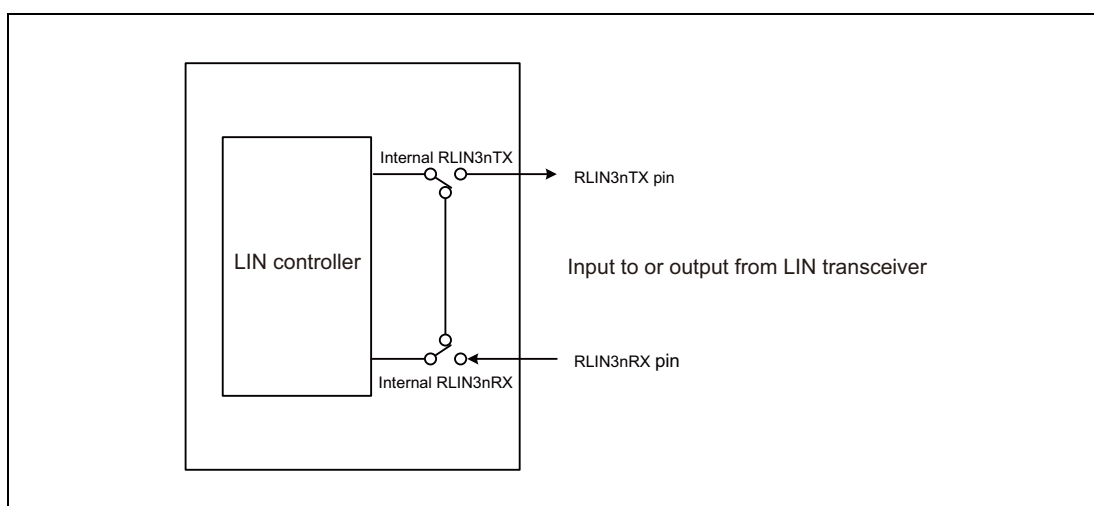 Internal RLIN3nTX
RLIN3nTX pin
LIN controller
Input to or output from LIN transceiver
RLIN3nRX pin
Internal RLIN3nRX